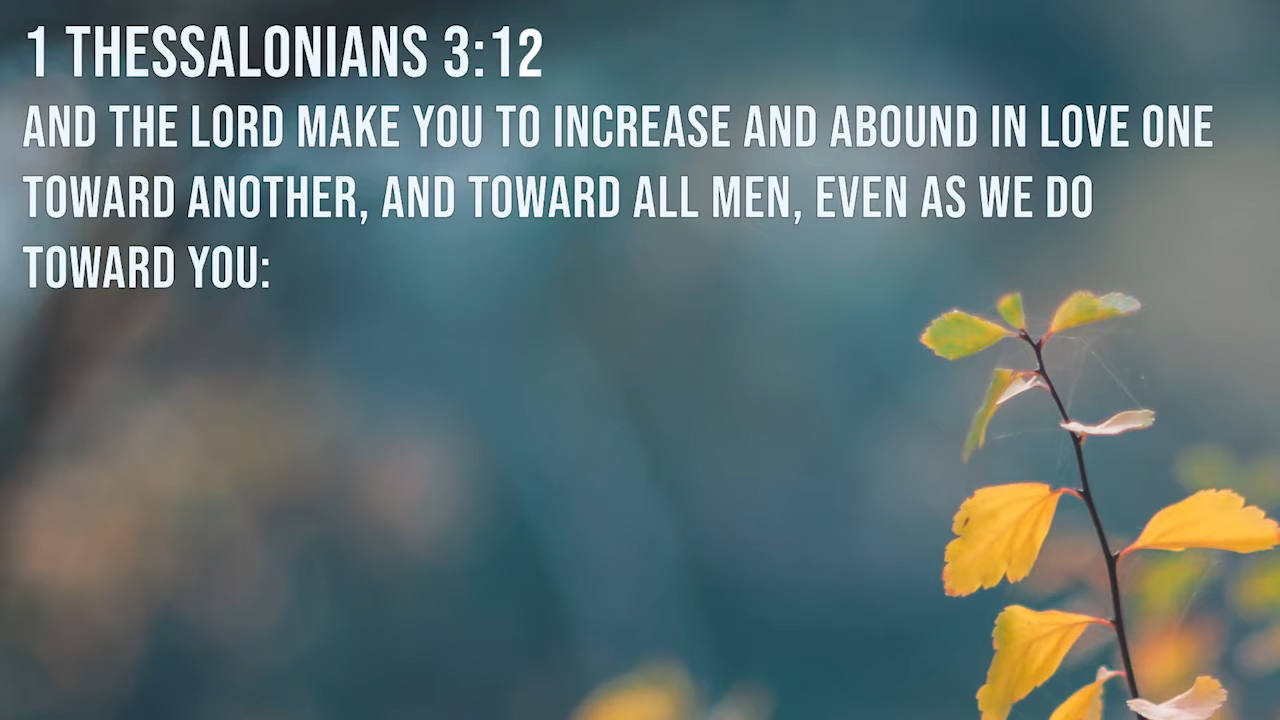 1 THESSALONIANS 3:12
AND THE LORD MAKE YOU TO INCREASE AND ABOUND IN LOVE ONE
TOWARD ANOTHER, AND TOWARD ALL MEN, EVEN AS WE DO
TOWARD YOU: